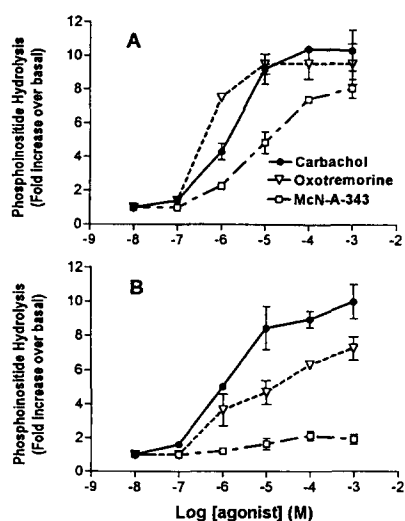 A
Phosphoinositide Hydrolysis
(Fold Increase over basal)
12
10
8
6
4
2
0
-9 -8 -7 -6 -5 -4 -3 -2
Carbachol
Oxotremorine
McN-A-343
B
Phosphoinositide Hydrolysis
(Fold Increase over basal)
12
10
8
6
4
2
0
-9 -8 -7 -6 -5 -4 -3 -2
Log [agonist] (M)